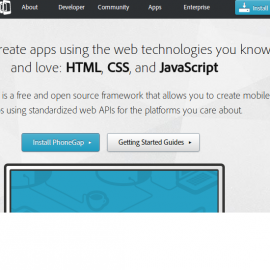 About Developer Community Apps Enterprise Install
reate apps using the web technologies you know
and love: HTML, CSS, and JavaScript
is a free and open source framework that allows you to create mobile
s using standardized web APIs for the platforms you care about.
Install PhoneGap Getting Started Guides